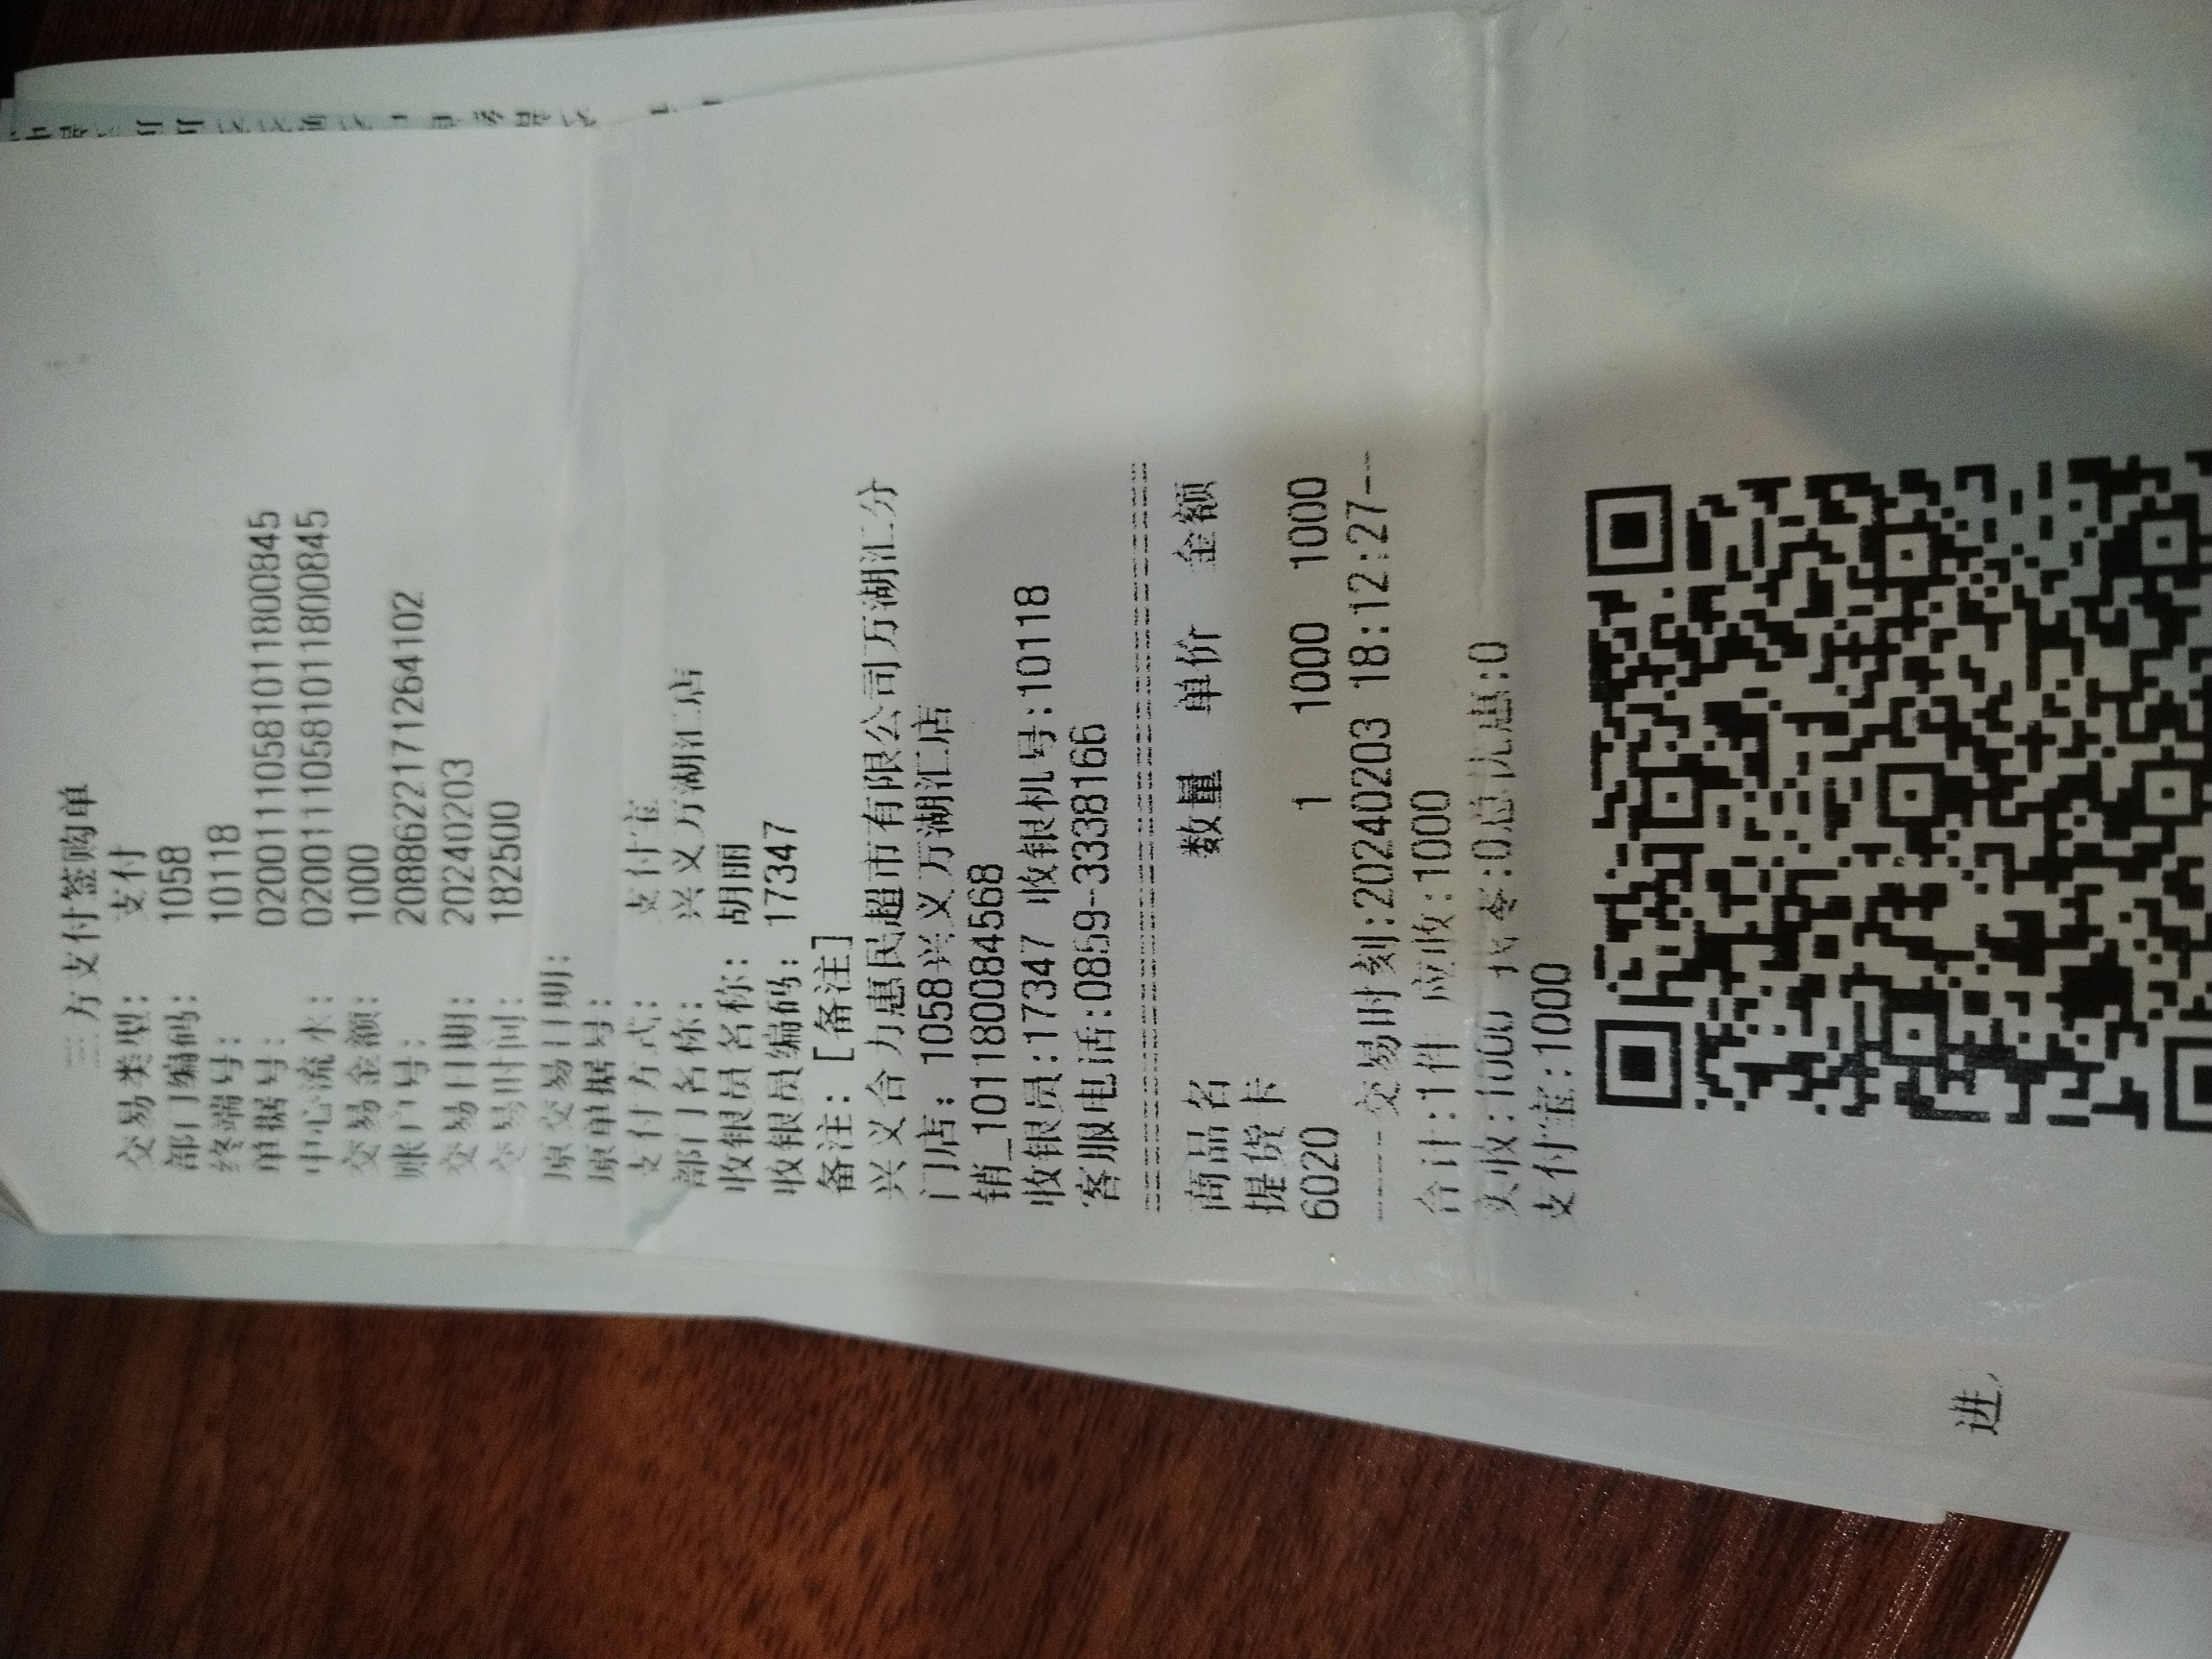 三方支付签购单
交易类型: 支付
部门编码: 1058
终端号: 10118
单据号: 0200111058101180 0845
中心流水: 02001110581011800845
交易金额: 1000
账户号: 2088622171264102
交易日期: 20240203
交易时间: 182500
原交易日期:
原单据号:
支付方式: 支付宝
部门名称: 兴义万湖汇店
收银员名称: 胡丽
收银员编码: 17347
备注: [备注]
兴义合力惠民超市有限公司万湖汇分
门店: 1058兴义万湖汇店
销_101180084568
收银员:17347 收银机号:10118
客服电话:0859-3338166
商品名 数量 单价 金额
提货卡
6020 1 1000 1000
-----交易时刻:20240203 18:12:27---
合计:1件 应收:1000
实收:1000 找零:0总优惠:0
支付宝:1000
进